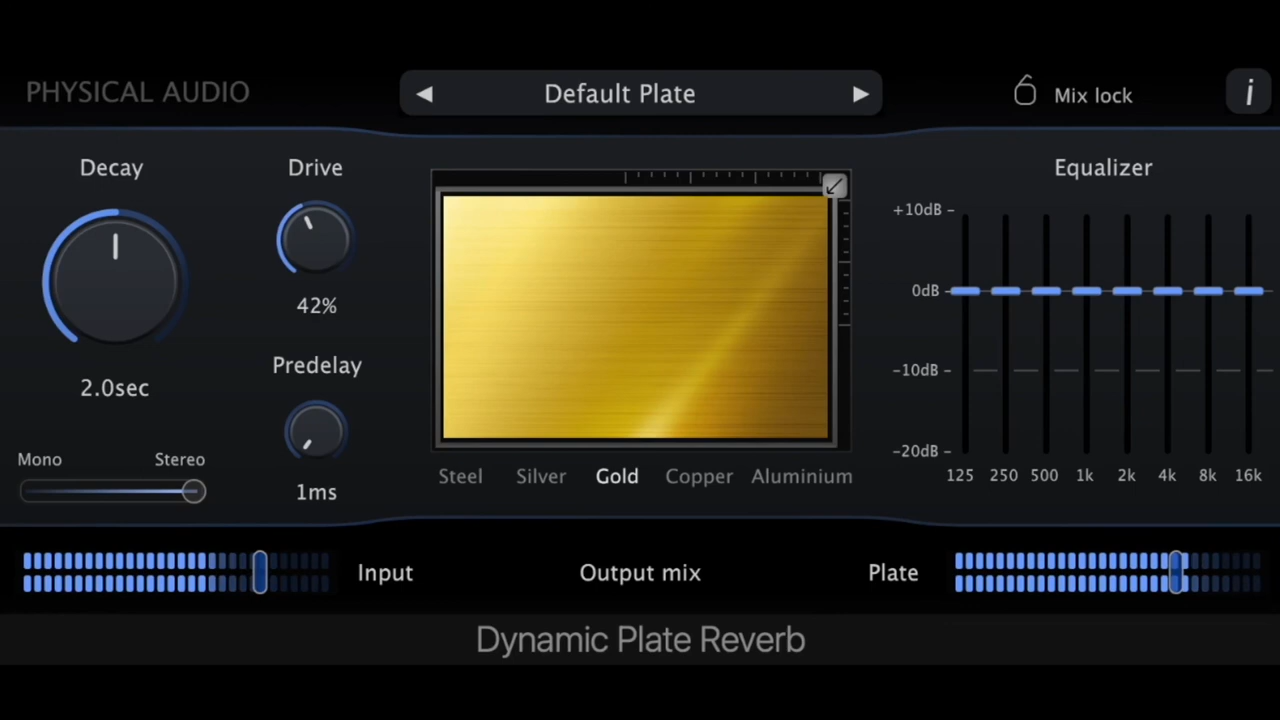 PHYSICAL AUDIO
◀ Default Plate ▶
Mix lock
i
Decay
2.0sec
Mono Stereo
Drive
42%
Predelay
1ms
Steel Silver Gold Copper Aluminium
Equalizer
+10dB
0dB
-10dB
-20dB
125 250 500 1k 2k 4k 8k 16k
Input Output mix Plate
Dynamic Plate Reverb